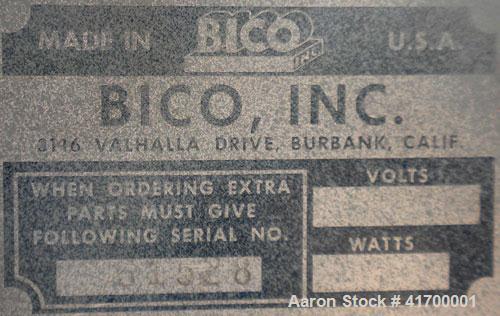 MADE IN BICO INC. U.S.A.
BICO, INC.
3116 VALHALLA DRIVE, BURBANK, CALIF.
WHEN ORDERING EXTRA
PARTS MUST GIVE
FOLLOWING SERIAL NO.
VOLTS
WATTS
Aaron Stock # 41700001